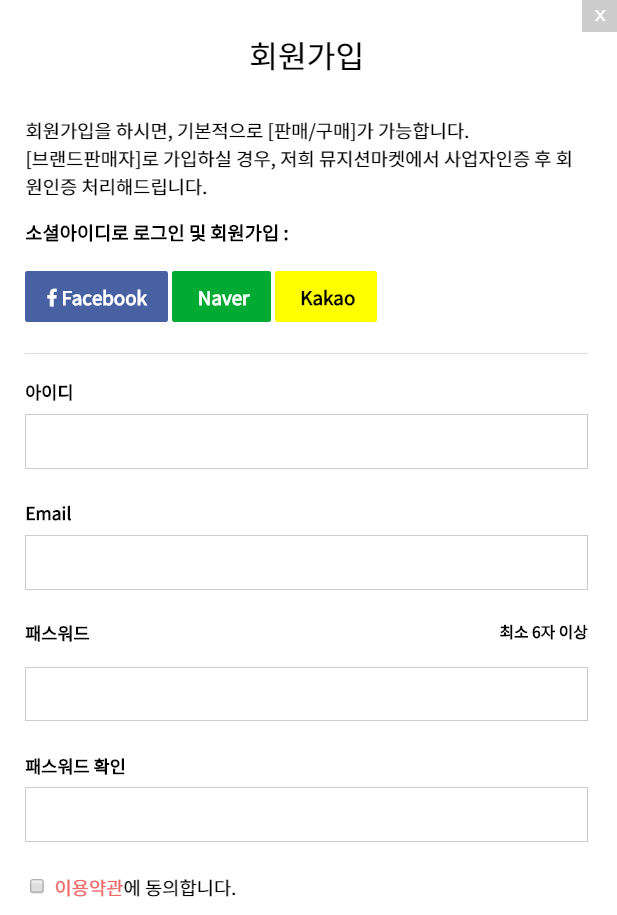 x
회원가입
회원가입을 하시면, 기본적으로 [판매/구매]가 가능합니다.
[브랜드판매자]로 가입하실 경우, 저희 뮤지션마켓에서 사업자인증 후 회
원인증 처리해드립니다.
소셜아이디로 로그인 및 회원가입 :
f Facebook Naver Kakao
아이디
Email
패스워드 최소 6자 이상
패스워드 확인
이용약관에 동의합니다.